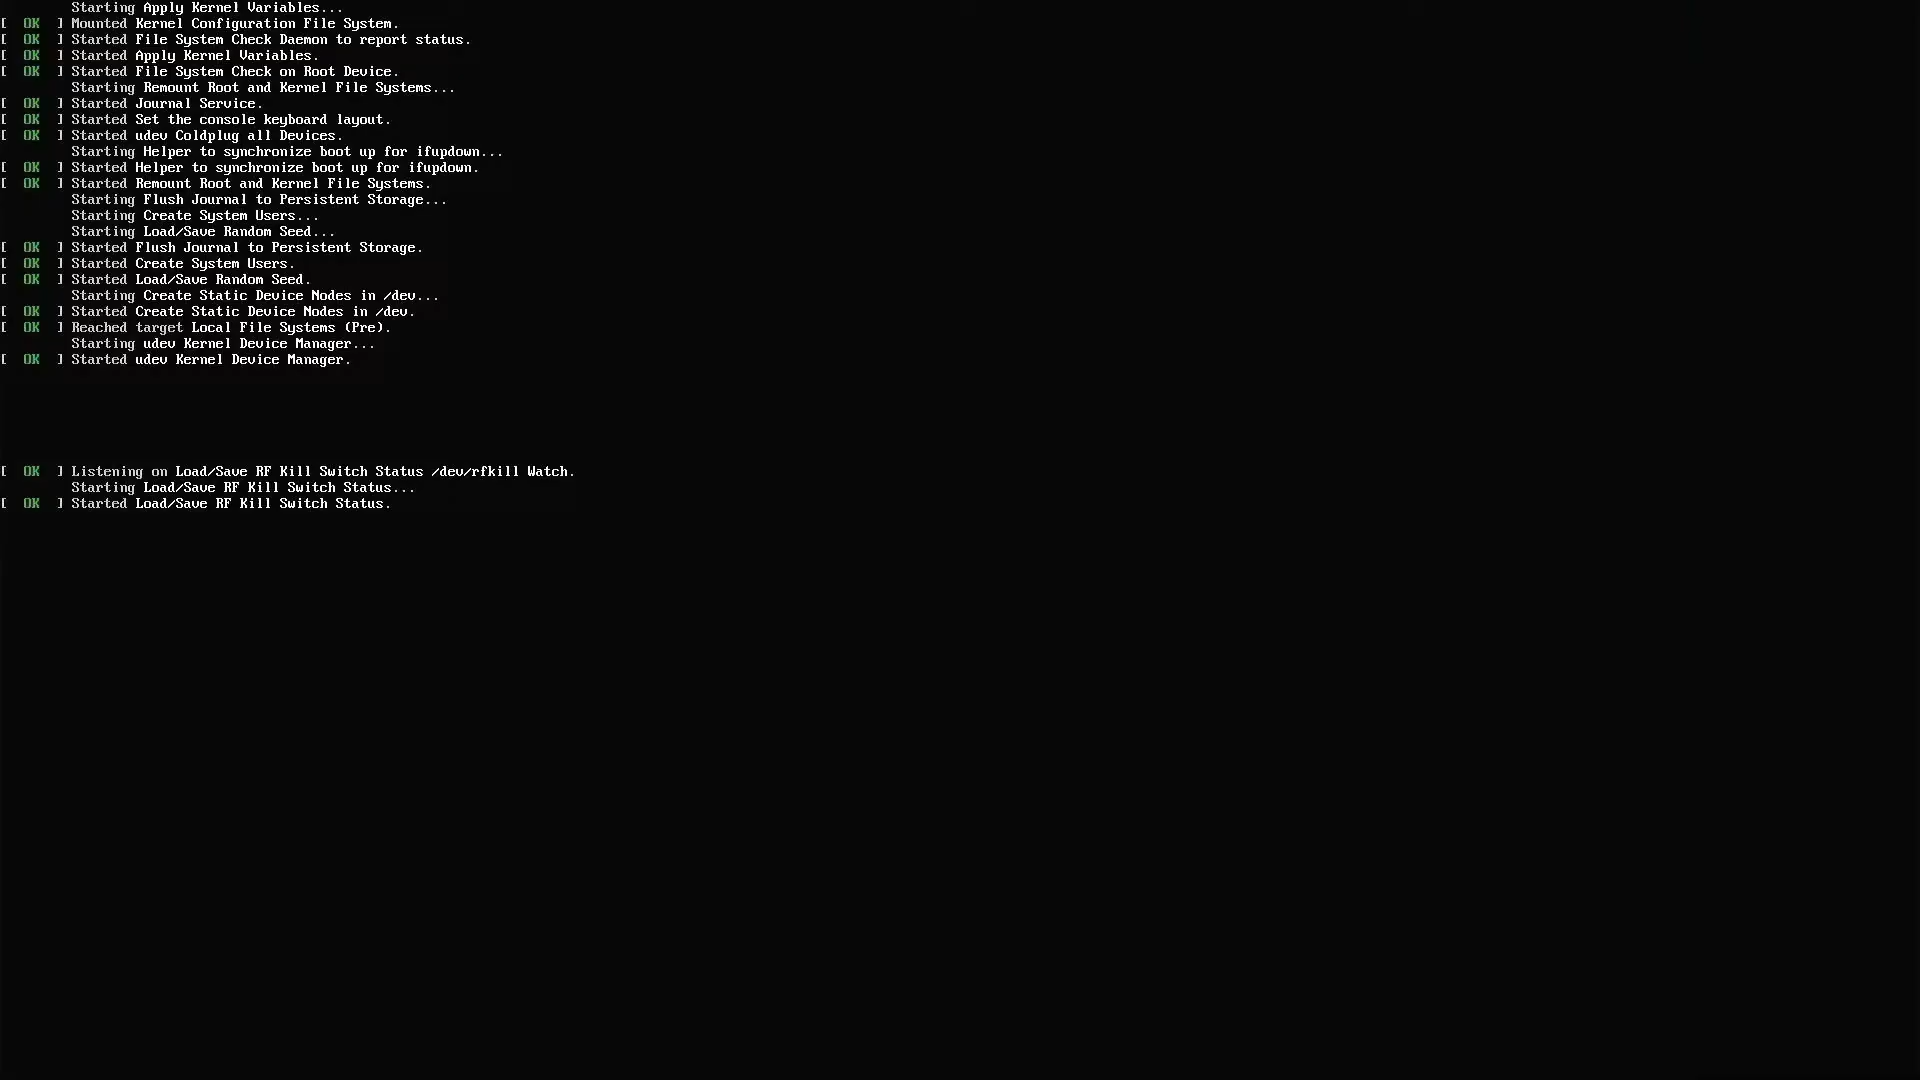 Starting Apply Kernel Variables...
[  OK  ] Mounted Kernel Configuration File System.
[  OK  ] Started File System Check Daemon to report status.
[  OK  ] Started Apply Kernel Variables.
[  OK  ] Started File System Check on Root Device.
Starting Remount Root and Kernel File Systems...
[  OK  ] Started Journal Service.
[  OK  ] Started Set the console keyboard layout.
[  OK  ] Started udev Coldplug all Devices.
Starting Helper to synchronize boot up for ifupdown...
[  OK  ] Started Helper to synchronize boot up for ifupdown.
[  OK  ] Started Remount Root and Kernel File Systems.
Starting Flush Journal to Persistent Storage...
Starting Create System Users...
Starting Load/Save Random Seed...
[  OK  ] Started Flush Journal to Persistent Storage.
[  OK  ] Started Create System Users.
[  OK  ] Started Load/Save Random Seed.
Starting Create Static Device Nodes in /dev...
[  OK  ] Started Create Static Device Nodes in /dev.
[  OK  ] Reached target Local File Systems (Pre).
Starting udev Kernel Device Manager...
[  OK  ] Started udev Kernel Device Manager.
[  OK  ] Listening on Load/Save RF Kill Switch Status /dev/rfkill Watch.
Starting Load/Save RF Kill Switch Status...
[  OK  ] Started Load/Save RF Kill Switch Status.